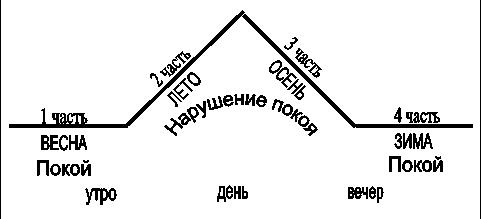 1 часть
2 часть
3 часть
4 часть
ВЕСНА
ЛЕТО
ОСЕНЬ
ЗИМА
Покой
Нарушение покоя
Покой
утро
день
вечер